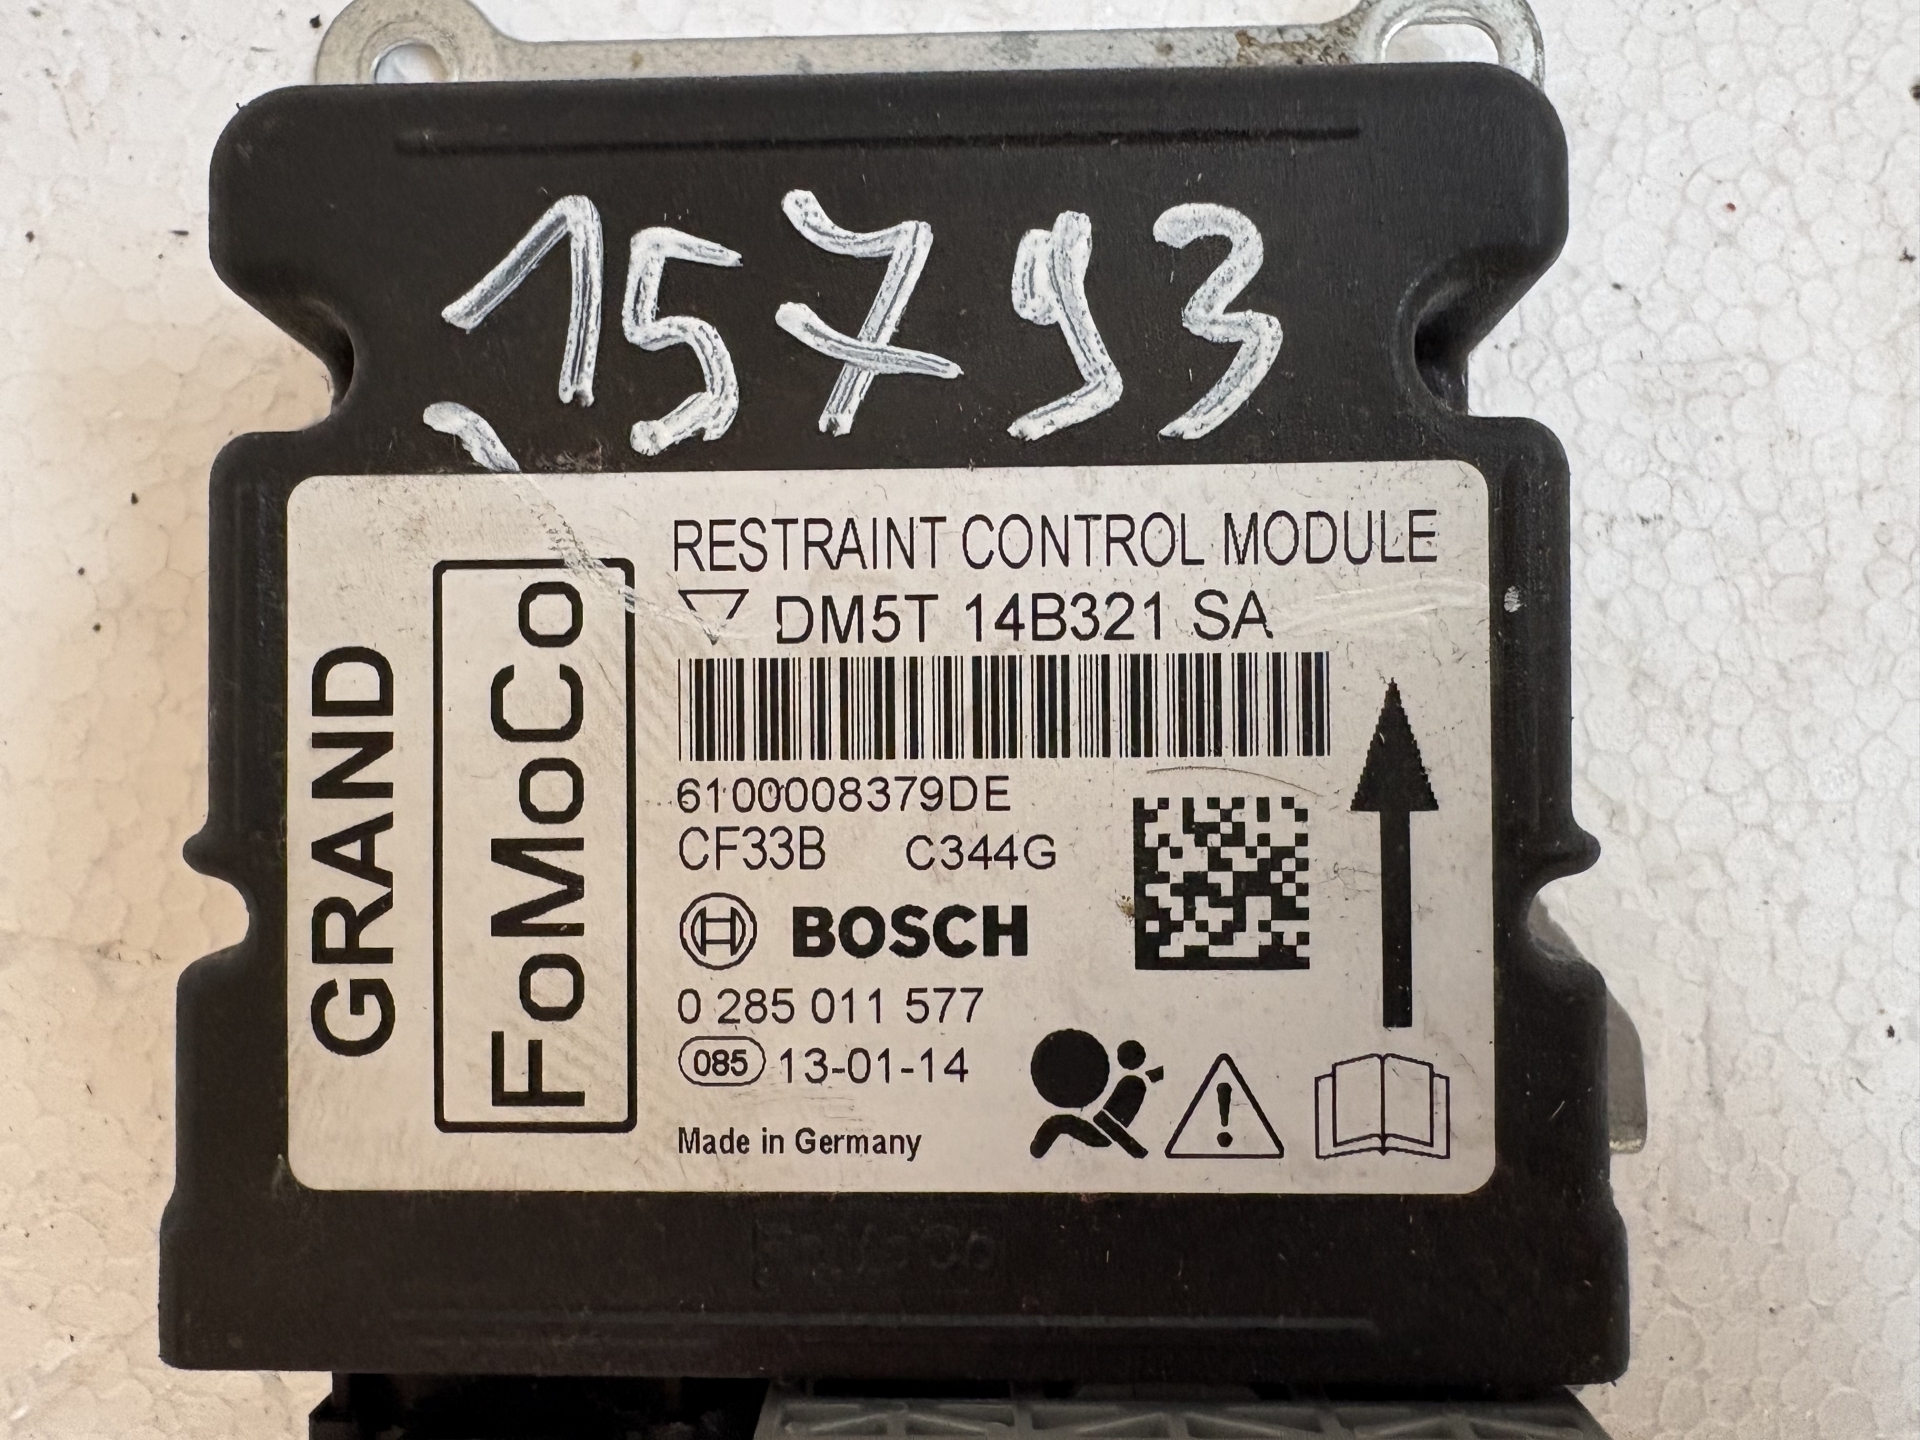 15793
GRAND
FoMoCo
RESTRAINT CONTROL MODULE
DM5T 14B321 SA
6100008379DE
CF33B C344G
BOSCH
0 285 011 577
085 13-01-14
Made in Germany